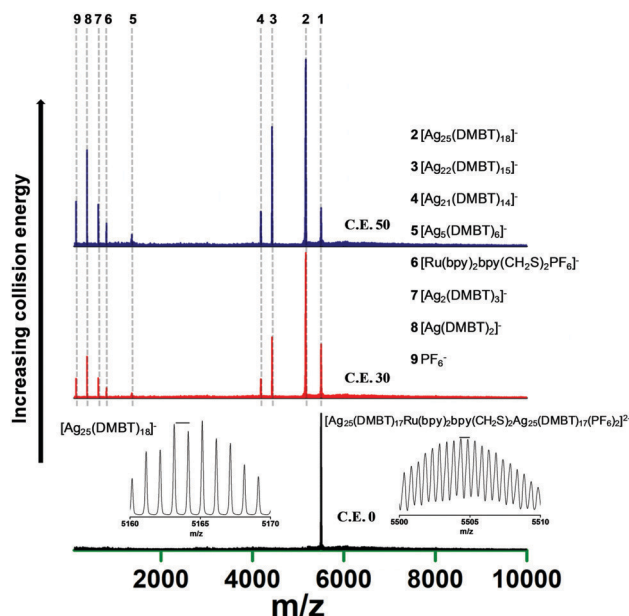 9 8 7 6 5 4 3 2 1
2 [Ag25(DMBT)18]-
3 [Ag22(DMBT)15]-
4 [Ag21(DMBT)14]-
C.E. 50
5 [Ag5(DMBT)6]-
6 [Ru(bpy)2bpy(CH2S)2PF6]-
7 [Ag2(DMBT)3]-
8 [Ag(DMBT)2]-
C.E. 30
9 PF6-
Increasing collision energy
[Ag25(DMBT)18]-
[Ag25(DMBT)17Ru(bpy)2bpy(CH2S)2Ag25(DMBT)17(PF6)2]2-
5160 5165 5170
m/z
5500 5505 5510
m/z
C.E. 0
2000 4000 6000 8000 10000
m/z